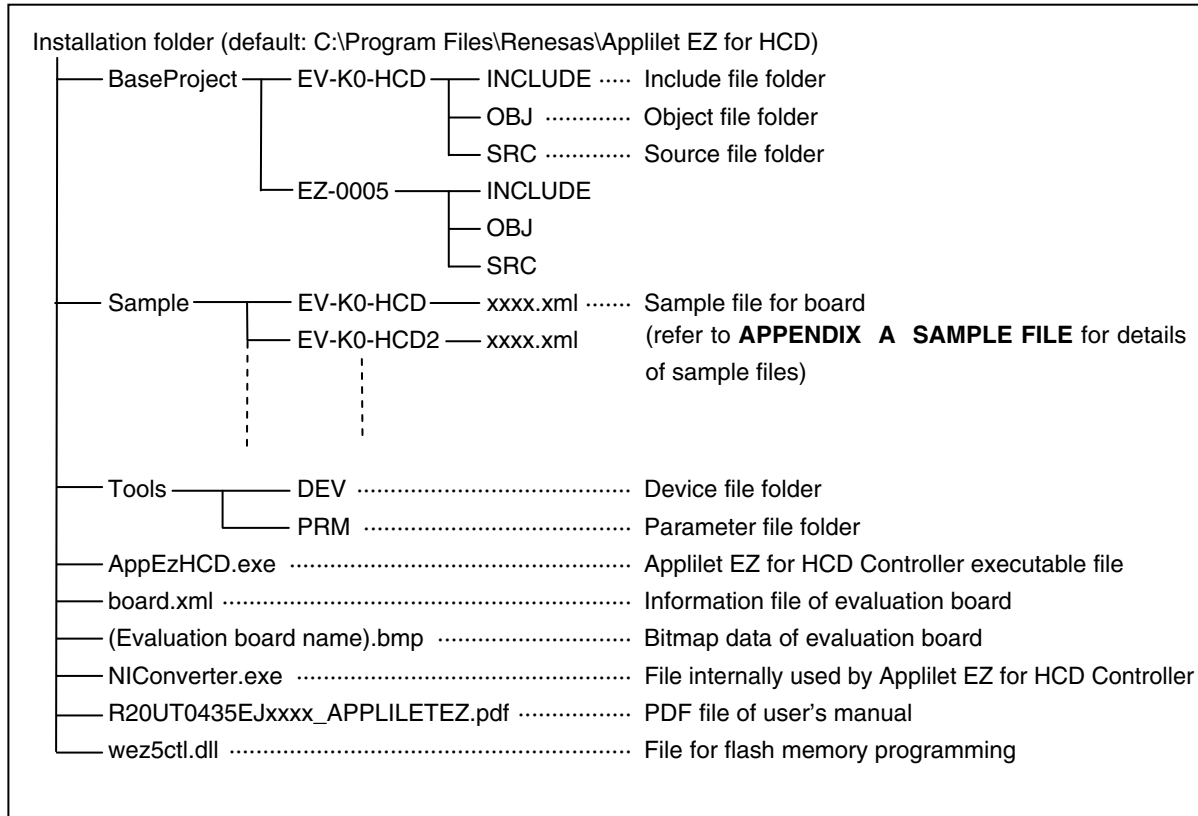 Installation folder (default: C:\Program Files\Renesas\Applilet EZ for HCD)
BaseProject EV-K0-HCD INCLUDE ····· Include file folder
OBJ ············· Object file folder
SRC ············· Source file folder
EZ-0005 INCLUDE
OBJ
SRC
Sample EV-K0-HCD xxxx.xml ······· Sample file for board
EV-K0-HCD2 xxxx.xml (refer to APPENDIX A SAMPLE FILE for details
of sample files)
Tools DEV ········································· Device file folder
PRM ········································ Parameter file folder
AppEzHCD.exe ···················································· Applilet EZ for HCD Controller executable file
board.xml ······························································ Information file of evaluation board
(Evaluation board name).bmp ····························· Bitmap data of evaluation board
NIConverter.exe ··················································· File internally used by Applilet EZ for HCD Controller
R20UT0435EJxxxx_APPLILETEZ.pdf ················· PDF file of user's manual
wez5ctl.dll ····························································· File for flash memory programming